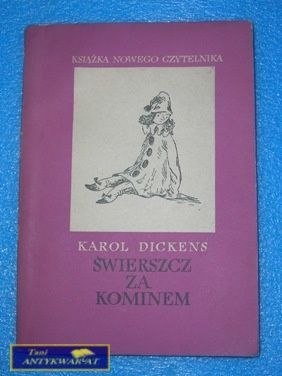 KSIĄŻKA NOWEGO CZYTELNIKA
KAROL DICKENS
ŚWIERSZCZ
ZA
KOMINEM
Tani
ANTYKWARIAT